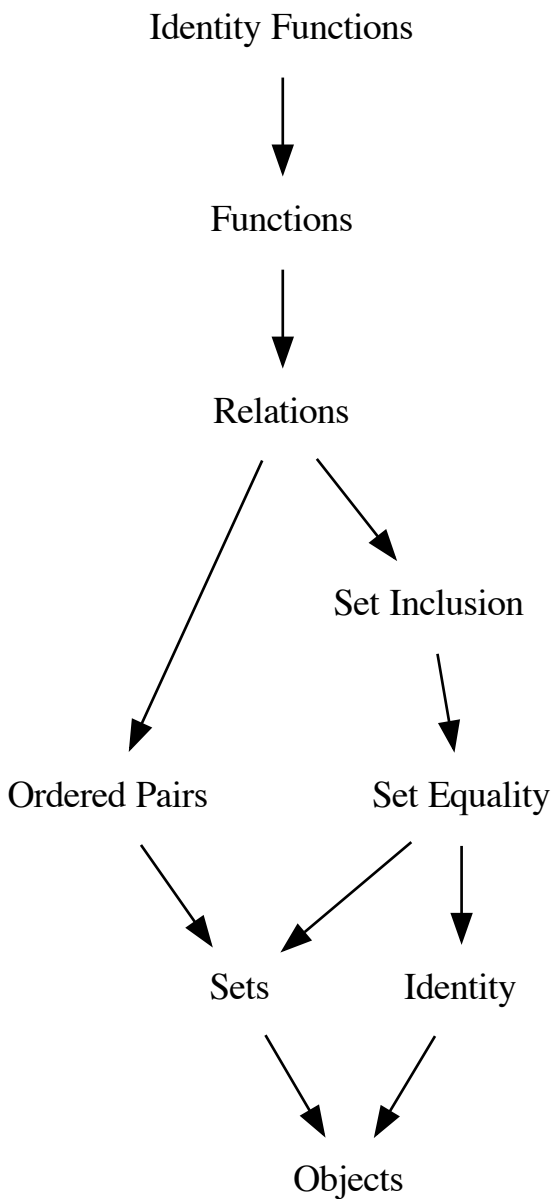 Identity Functions
Functions
Relations
Set Inclusion
Ordered Pairs
Set Equality
Sets
Identity
Objects